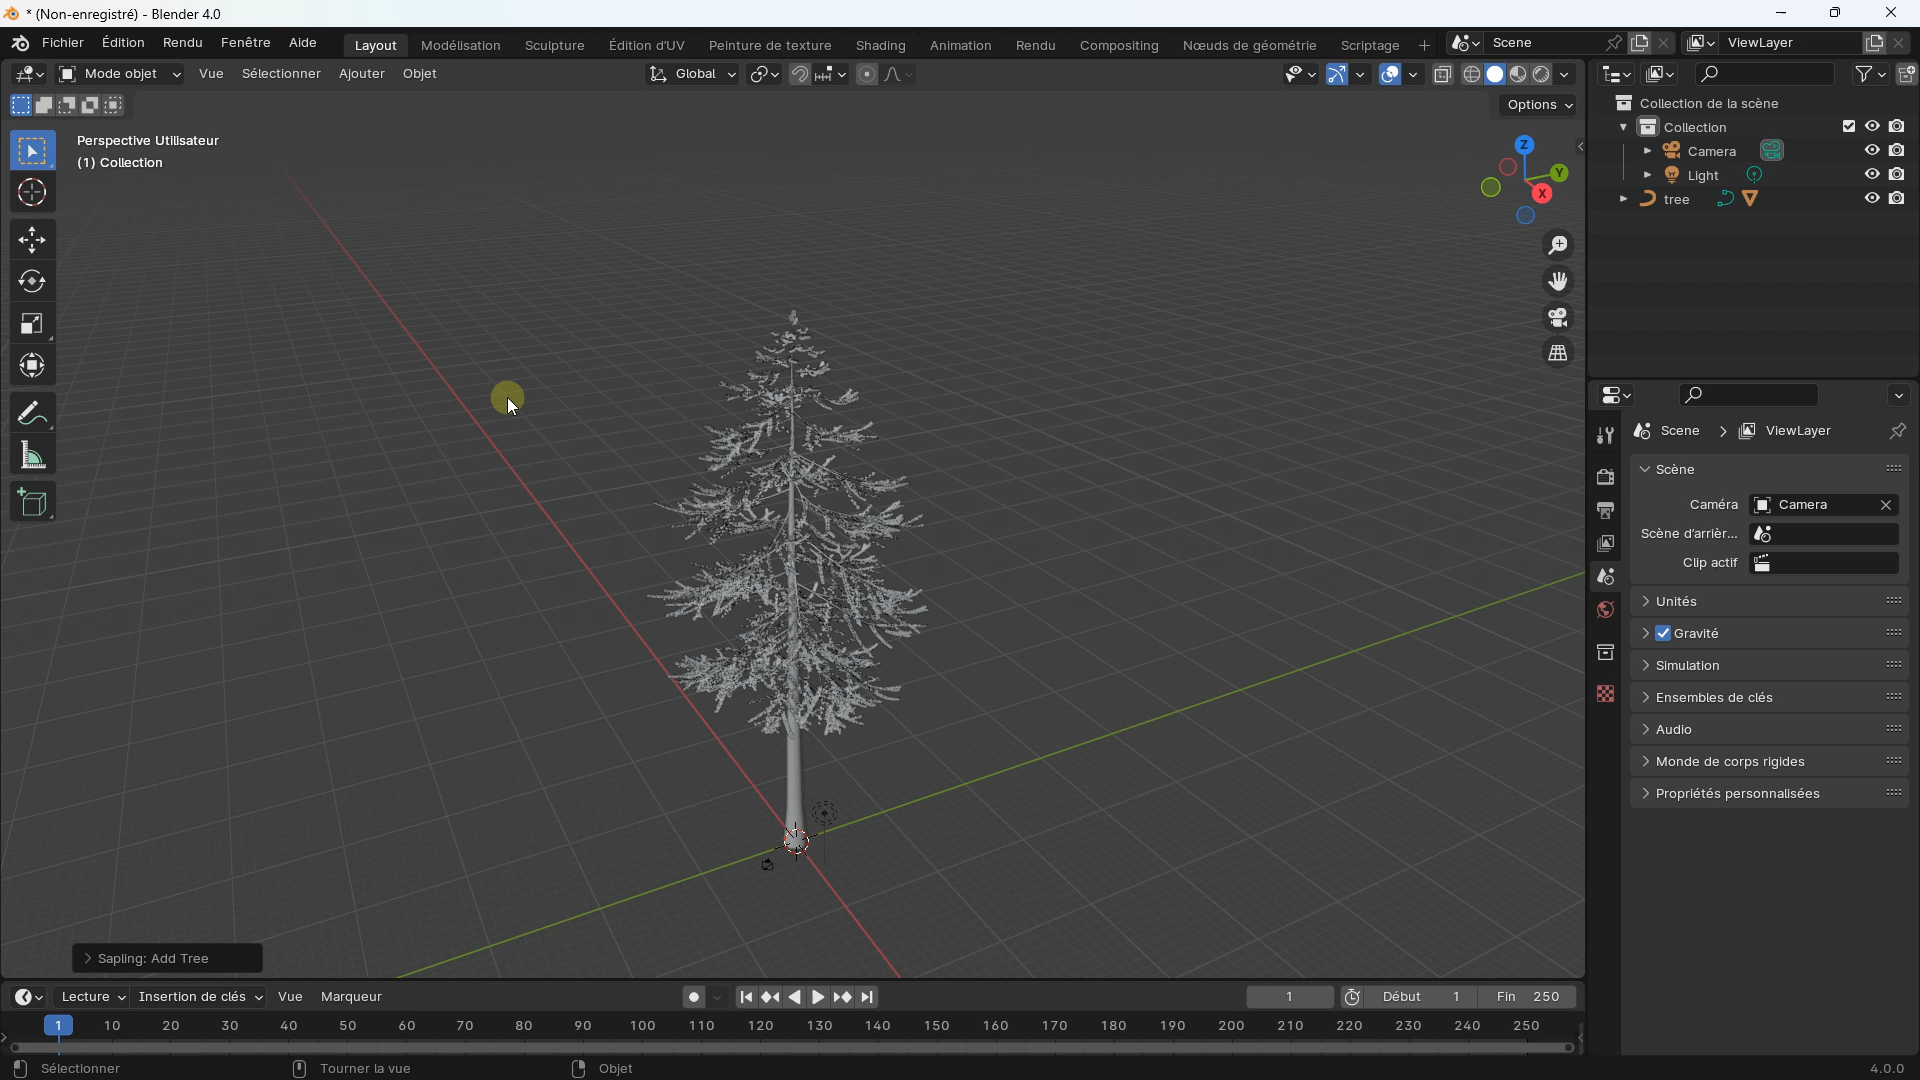 * (Non-enregistré) - Blender 4.0
Fichier Édition Rendu Fenêtre Aide Layout Modélisation Sculpture Édition d'UV Peinture de texture Shading Animation Rendu Compositing Nœuds de géométrie Scriptage + Scene ViewLayer
Mode objet Vue Sélectionner Ajouter Objet Global
Options
Perspective Utilisateur
(1) Collection
Z
Y
X
Collection de la scène
Collection
Camera
Light
tree
Scene > ViewLayer
Scène
Caméra Camera
Scène d'arrièr...
Clip actif
Unités
Gravité
Simulation
Ensembles de clés
Audio
Monde de corps rigides
Propriétés personnalisées
Sapling: Add Tree
Lecture Insertion de clés Vue Marqueur 1 Début 1 Fin 250
1 10 20 30 40 50 60 70 80 90 100 110 120 130 140 150 160 170 180 190 200 210 220 230 240 250
Sélectionner Tourner la vue Objet 4.0.0